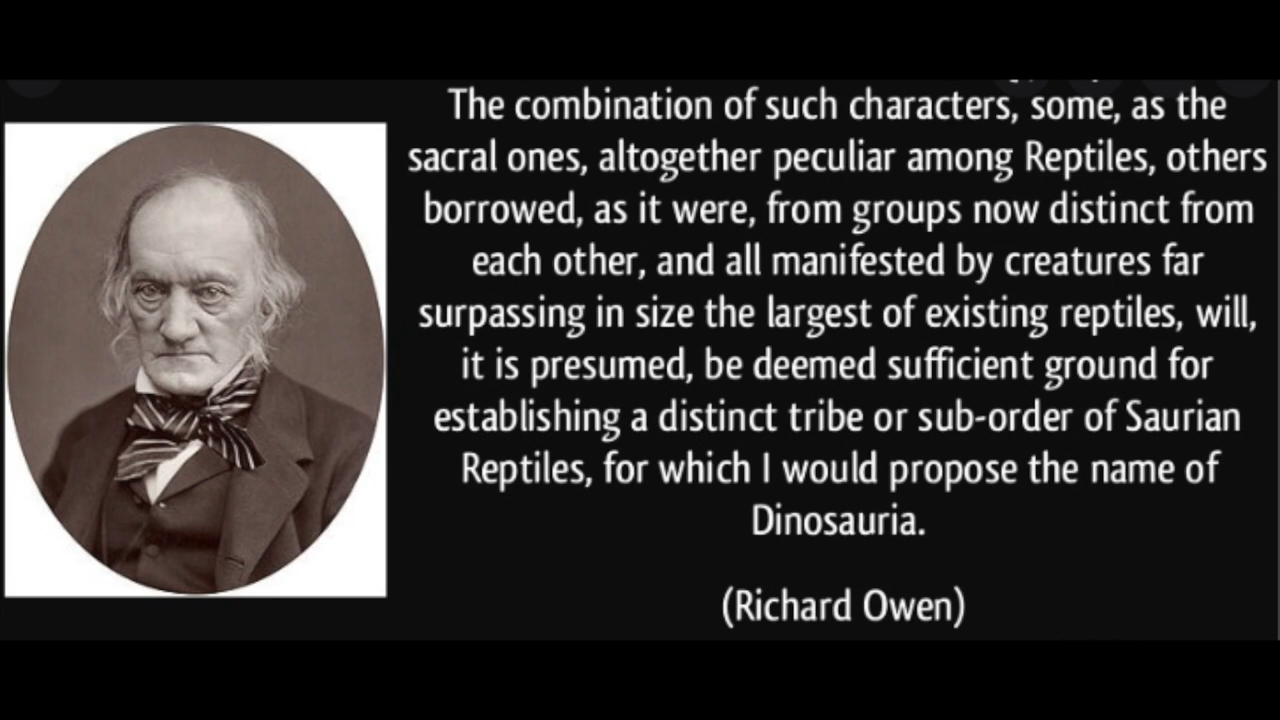 The combination of such characters, some, as the
sacral ones, altogether peculiar among Reptiles, others
borrowed, as it were, from groups now distinct from
each other, and all manifested by creatures far
surpassing in size the largest of existing reptiles, will,
it is presumed, be deemed sufficient ground for
establishing a distinct tribe or sub-order of Saurian
Reptiles, for which I would propose the name of
Dinosauria.
(Richard Owen)